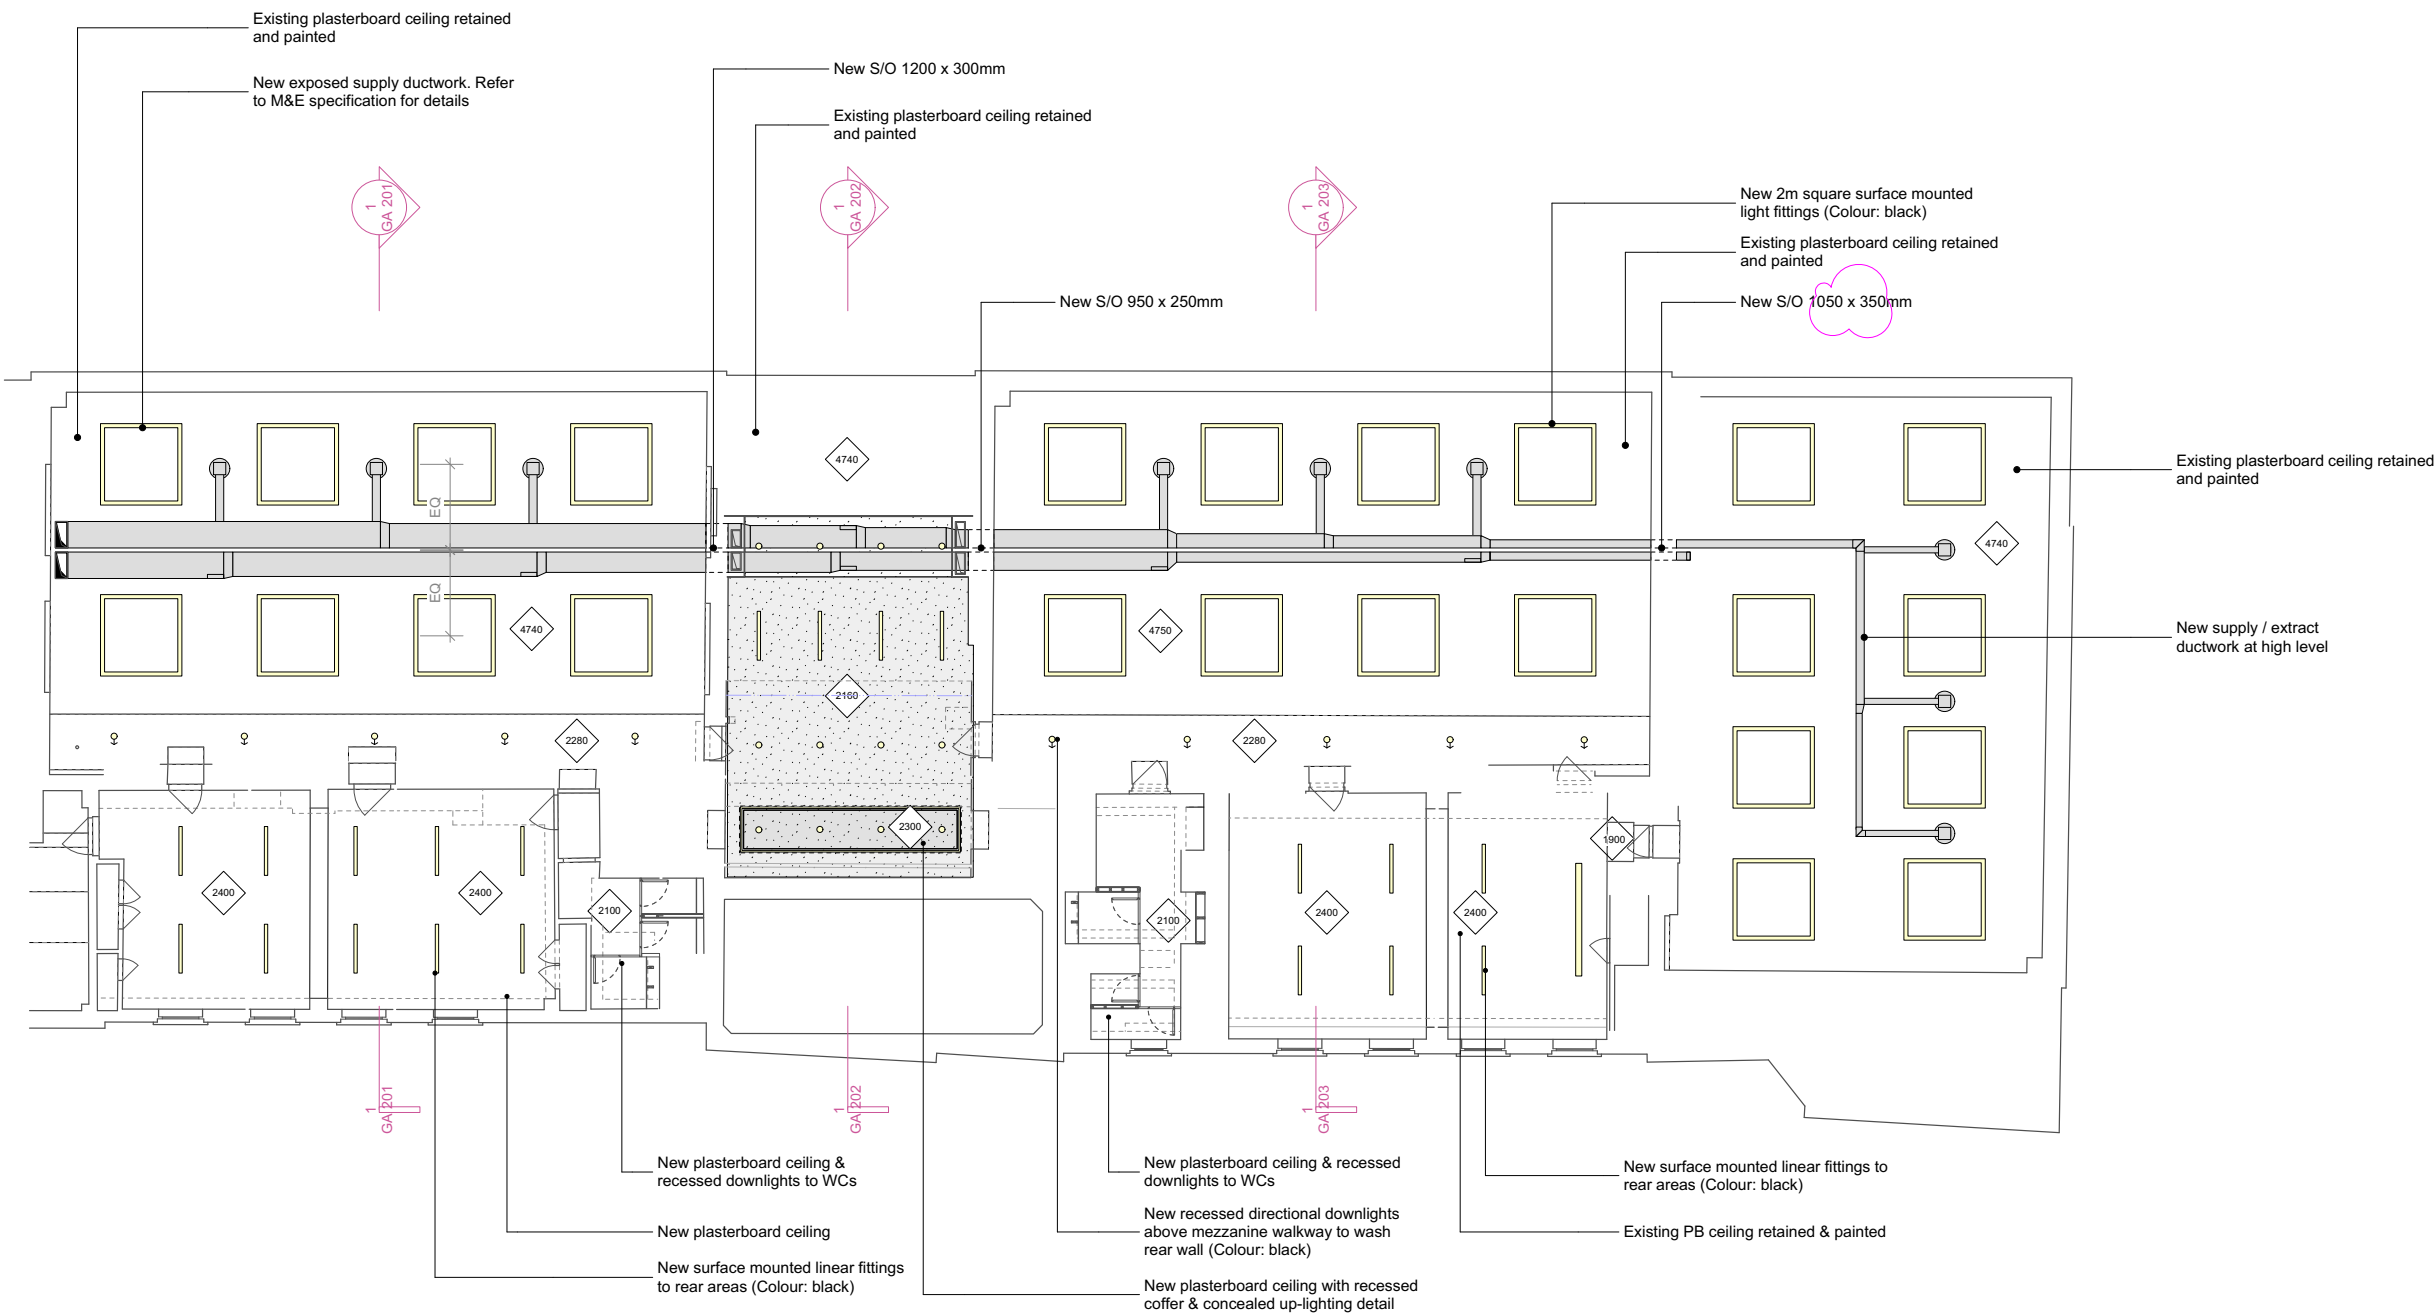 Existing plasterboard ceiling retained
and painted
New exposed supply ductwork. Refer
to M&E specification for details
New S/O 1200 x 300mm
Existing plasterboard ceiling retained
and painted
1
GA 201
1
GA 202
1
GA 203
New 2m square surface mounted
light fittings (Colour: black)
Existing plasterboard ceiling retained
and painted
New S/O 950 x 250mm
New S/O 1050 x 350mm
4740
Existing plasterboard ceiling retained
and painted
EQ
4740
EQ
4740
4750
New supply / extract
ductwork at high level
2160
2280
2280
2300
1900
2400
2400
2100
2100
2400
2400
1
GA 201
1
GA 202
1
GA 203
New plasterboard ceiling &
recessed downlights to WCs
New plasterboard ceiling
New surface mounted linear fittings
to rear areas (Colour: black)
New plasterboard ceiling & recessed
downlights to WCs
New recessed directional downlights
above mezzanine walkway to wash
rear wall (Colour: black)
New plasterboard ceiling with recessed
coffer & concealed up-lighting detail
New surface mounted linear fittings to
rear areas (Colour: black)
Existing PB ceiling retained & painted